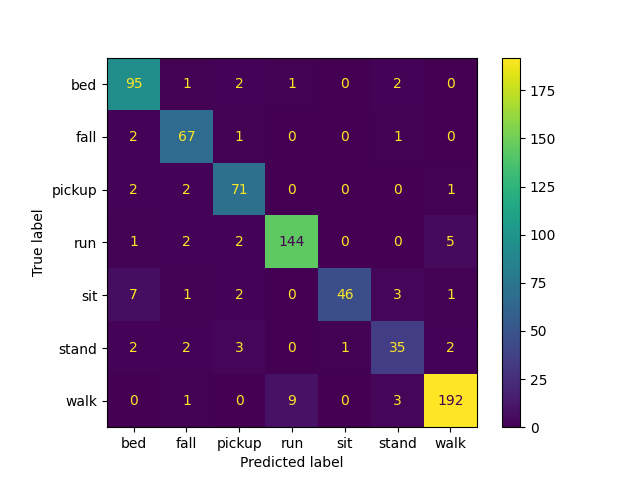 bed 95 1 2 1 0 2 0
fall 2 67 1 0 0 1 0
pickup 2 2 71 0 0 0 1
run 1 2 2 144 0 0 5
sit 7 1 2 0 46 3 1
stand 2 2 3 0 1 35 2
walk 0 1 0 9 0 3 192
bed fall pickup run sit stand walk
Predicted label
True label
175
150
125
100
75
50
25
0